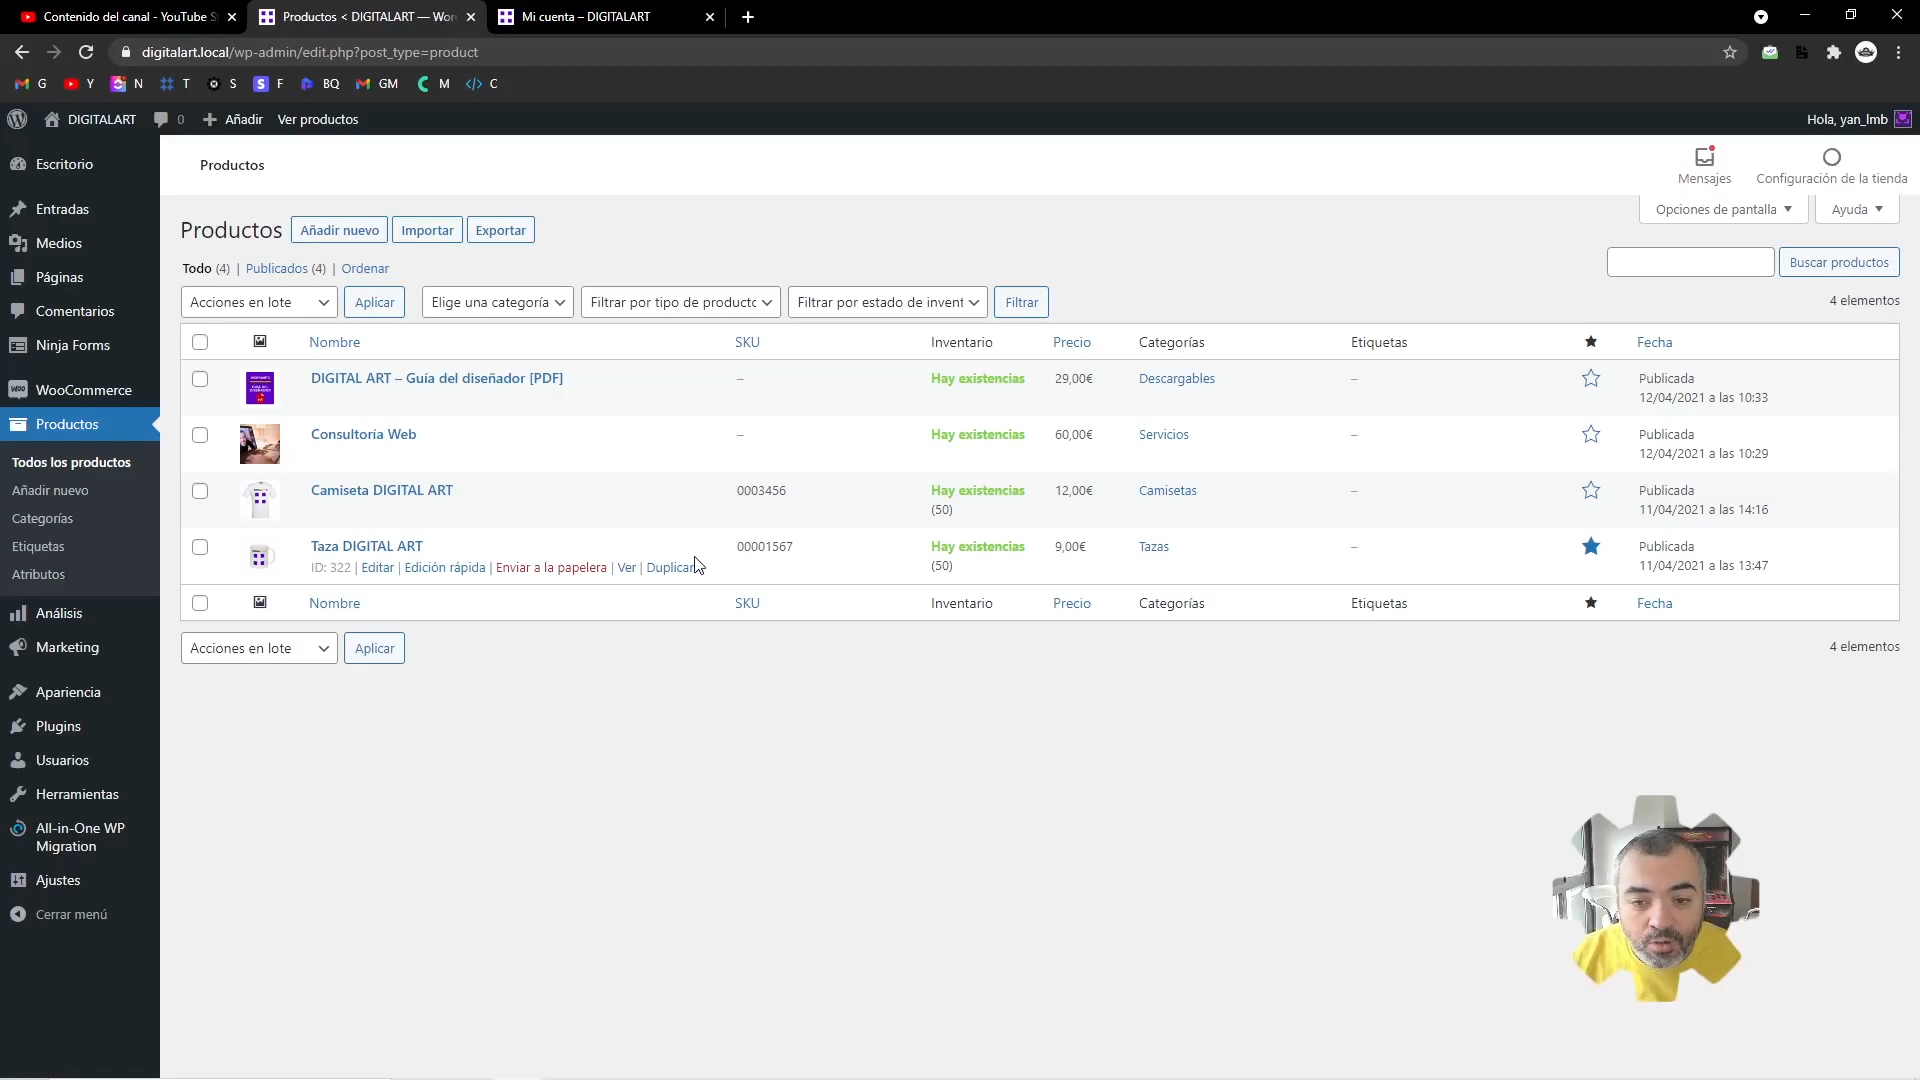 Contenido del canal - YouTube S
Productos < DIGITALART — Wor
Mi cuenta – DIGITALART
digitalart.local/wp-admin/edit.php?post_type=product
G
Y
N
T
S
F
BQ
GM
M
C
DIGITALART
0
Añadir
Ver productos
Hola, yan_lmb
Escritorio
Entradas
Medios
Páginas
Comentarios
Ninja Forms
WooCommerce
Productos
Todos los productos
Añadir nuevo
Categorías
Etiquetas
Atributos
Análisis
Marketing
Apariencia
Plugins
Usuarios
Herramientas
All-in-One WP
Migration
Ajustes
Cerrar menú
Productos
Mensajes
Configuración de la tienda
Opciones de pantalla
Ayuda
Productos
Añadir nuevo
Importar
Exportar
Todo (4) | Publicados (4) | Ordenar
Buscar productos
Acciones en lote
Aplicar
Elige una categoría
Filtrar por tipo de producto
Filtrar por estado de invent
Filtrar
4 elementos
Nombre SKU Inventario Precio Categorías Etiquetas Fecha
DIGITAL ART – Guía del diseñador [PDF] – Hay existencias 29,00€ Descargables – Publicada
12/04/2021 a las 10:33
Consultoría Web – Hay existencias 60,00€ Servicios – Publicada
12/04/2021 a las 10:29
Camiseta DIGITAL ART 0003456 Hay existencias 12,00€ Camisetas – Publicada
(50) 11/04/2021 a las 14:16
Taza DIGITAL ART 00001567 Hay existencias 9,00€ Tazas – Publicada
ID: 322 | Editar | Edición rápida | Enviar a la papelera | Ver | Duplicar (50) 11/04/2021 a las 13:47
Nombre SKU Inventario Precio Categorías Etiquetas Fecha
Acciones en lote
Aplicar
4 elementos